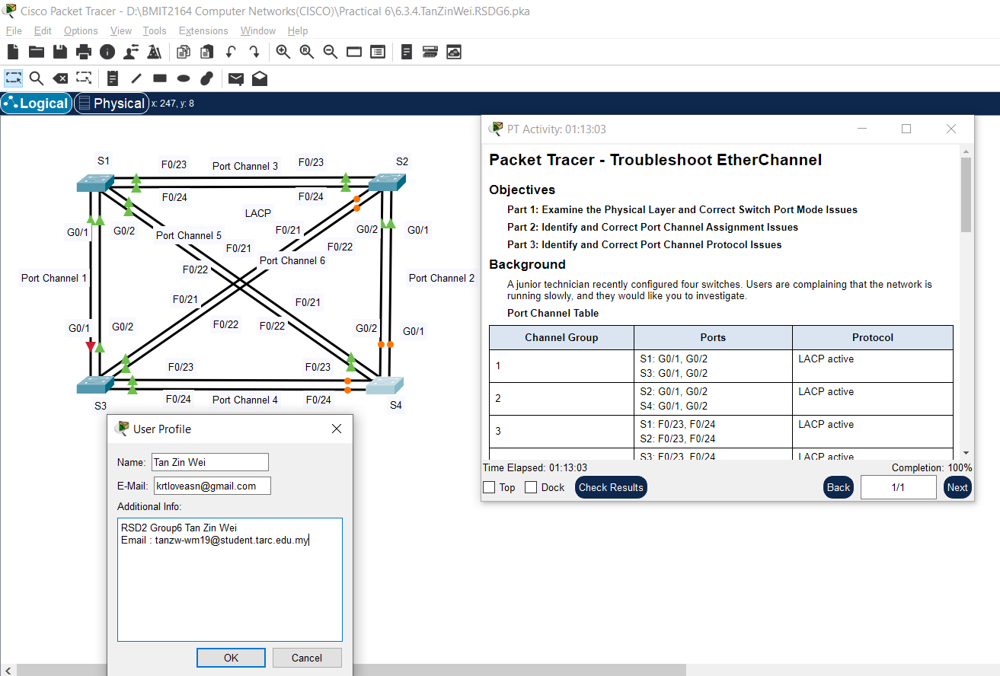 Cisco Packet Tracer - D:\BMIT2164 Computer Networks(CISCO)\Practical 6\6.3.4.TanZinWei.RSDG6.pka
File Edit Options View Tools Extensions Window Help
Logical Physical x: 247, y: 8
S1
F0/23
Port Channel 3
F0/23
S2
F0/24
F0/24
LACP
G0/1
G0/2
Port Channel 5
F0/21
G0/2
G0/1
F0/21
F0/22
Port Channel 6
F0/22
Port Channel 1
Port Channel 2
F0/21
F0/21
G0/1
G0/2
F0/22
F0/22
G0/2
G0/1
F0/23
F0/23
F0/24
Port Channel 4
F0/24
S3
S4
PT Activity: 01:13:03
Packet Tracer - Troubleshoot EtherChannel
Objectives
Part 1: Examine the Physical Layer and Correct Switch Port Mode Issues
Part 2: Identify and Correct Port Channel Assignment Issues
Part 3: Identify and Correct Port Channel Protocol Issues
Background
A junior technician recently configured four switches. Users are complaining that the network is
running slowly, and they would like you to investigate.
Port Channel Table
Channel Group Ports Protocol
1
S1: G0/1, G0/2
S3: G0/1, G0/2
LACP active
2
S2: G0/1, G0/2
S4: G0/1, G0/2
LACP active
3
S1: F0/23, F0/24
S2: F0/23, F0/24
LACP active
S3: F0/23, F0/24
LACP active
Time Elapsed: 01:13:03
Completion: 100%
Top Dock Check Results Back 1/1 Next
User Profile
Name: Tan Zin Wei
E-Mail: krtloveasn@gmail.com
Additional Info:
RSD2 Group6 Tan Zin Wei
Email : tanzw-wm19@student.tarc.edu.my
OK Cancel